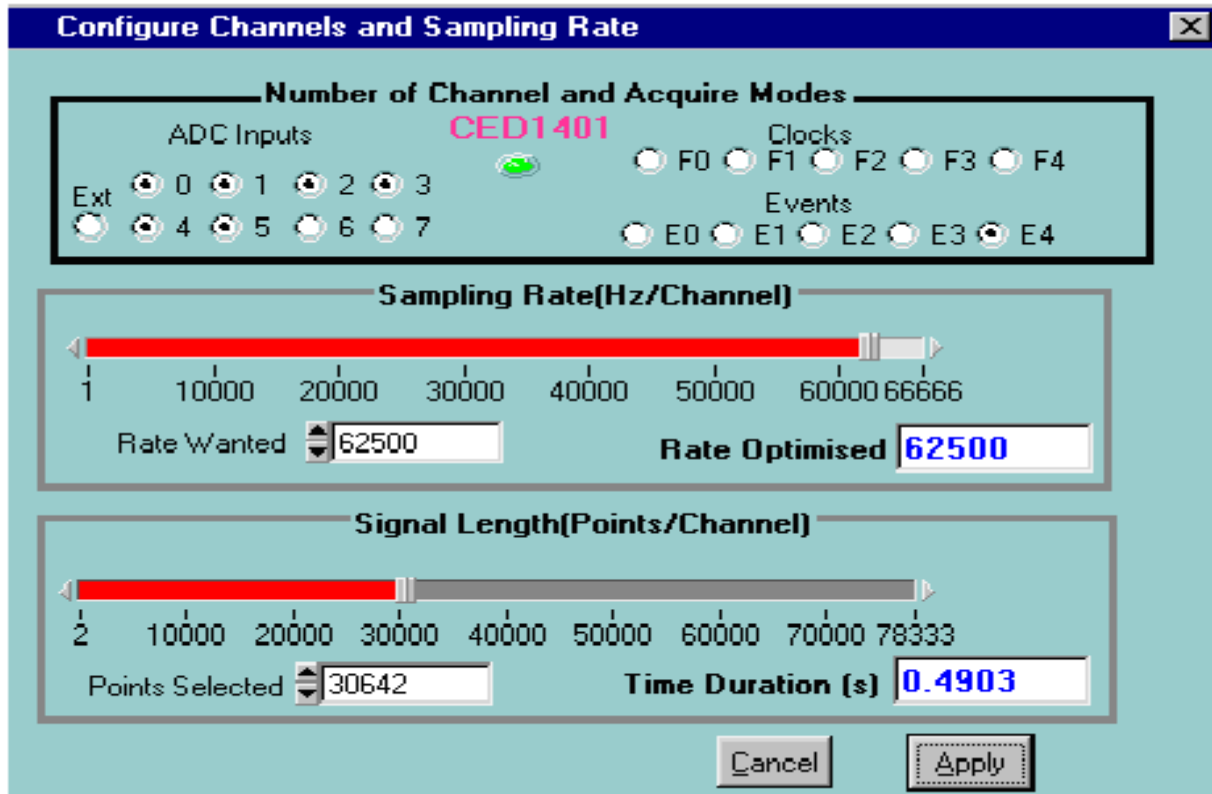 Configure Channels and Sampling Rate
Number of Channel and Acquire Modes
ADC Inputs
CED1401
Clocks
F0 F1 F2 F3 F4
Ext
0 1 2 3
4 5 6 7
Events
E0 E1 E2 E3 E4
Sampling Rate(Hz/Channel)
1 10000 20000 30000 40000 50000 60000 66666
Rate Wanted 62500
Rate Optimised 62500
Signal Length(Points/Channel)
2 10000 20000 30000 40000 50000 60000 70000 78333
Points Selected 30642
Time Duration (s) 0.4903
Cancel
Apply